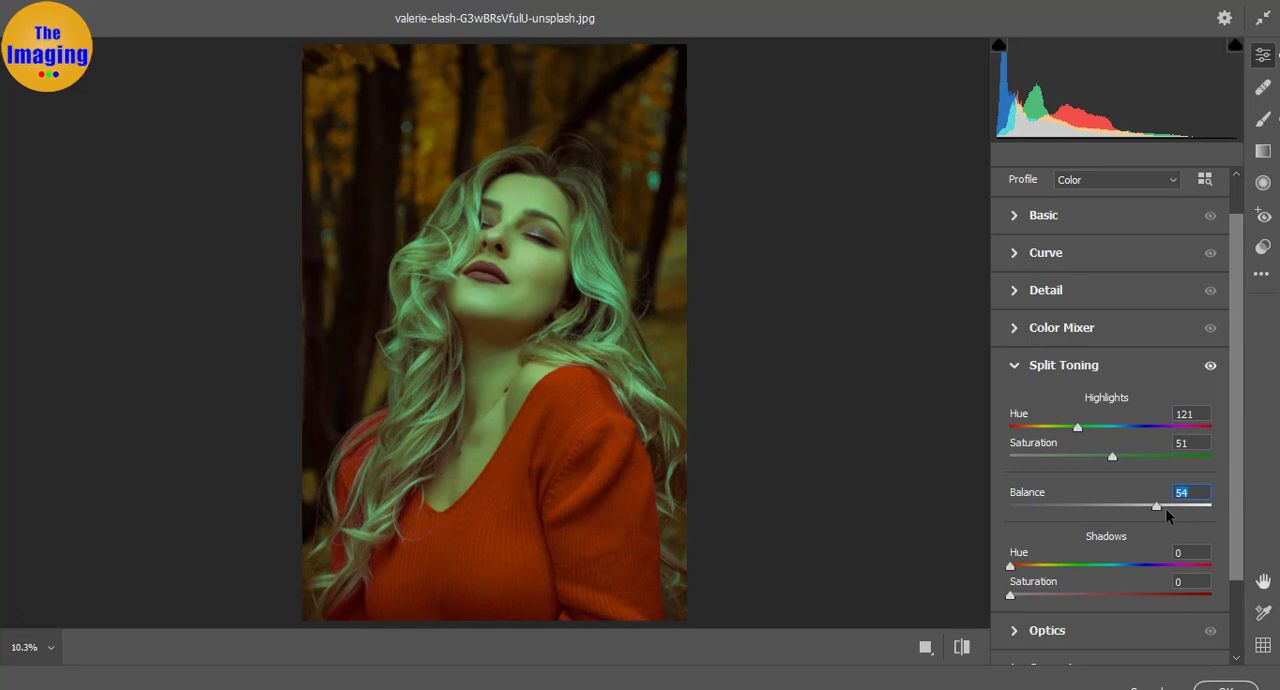 valerie-elash-G3wBRsVfulU-unsplash.jpg
The
Imaging
Profile Color
Basic
Curve
Detail
Color Mixer
Split Toning
Highlights
Hue 121
Saturation 51
Balance 54
Shadows
Hue 0
Saturation 0
Optics
10.3%